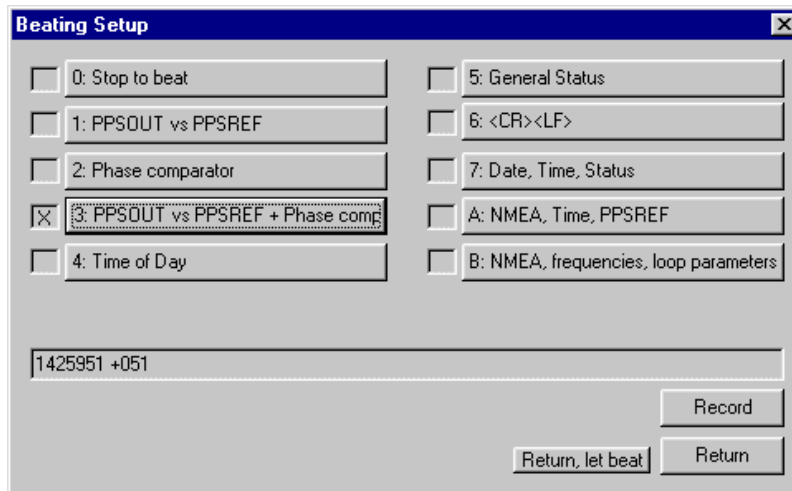 Beating Setup
0: Stop to beat
1: PPSOUT vs PPSREF
2: Phase comparator
X
3: PPSOUT vs PPSREF + Phase comp
4: Time of Day
5: General Status
6: <CR><LF>
7: Date, Time, Status
A: NMEA, Time, PPSREF
B: NMEA, frequencies, loop parameters
1425951 +051
Record
Return, let beat
Return